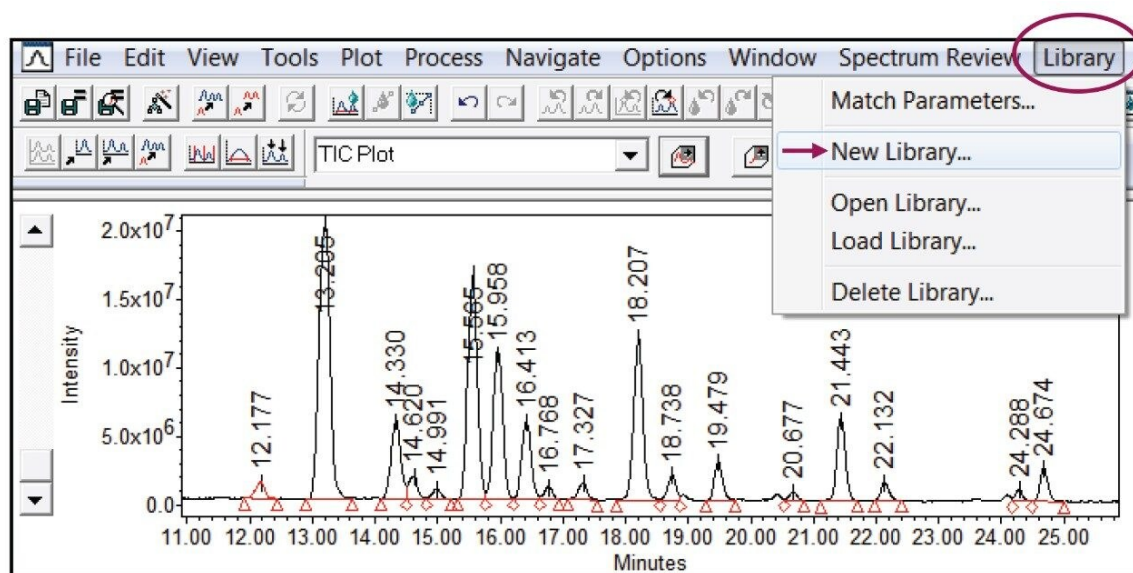 File Edit View Tools Plot Process Navigate Options Window Spectrum Review Library
Match Parameters...
New Library...
Open Library...
Load Library...
Delete Library...
TIC Plot
Intensity
2.0x10⁷
1.5x10⁷
1.0x10⁷
5.0x10⁶
0.0
12.177
13.205
14.330
14.620
14.991
15.565
15.958
16.413
16.768
17.327
18.207
18.738
19.479
20.677
21.443
22.132
24.288
24.674
11.00 12.00 13.00 14.00 15.00 16.00 17.00 18.00 19.00 20.00 21.00 22.00 23.00 24.00 25.00
Minutes